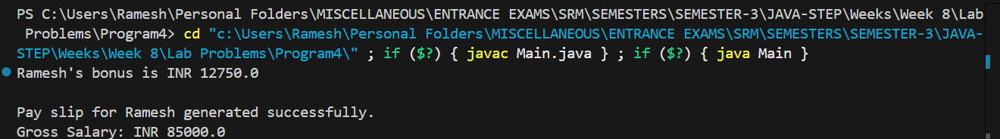 PS C:\Users\Ramesh\Personal Folders\MISCELLANEOUS\ENTRANCE EXAMS\SRM\SEMESTERS\SEMESTER-3\JAVA-STEP\Weeks\Week 8\Lab
 Problems\Program4> cd "c:\Users\Ramesh\Personal Folders\MISCELLANEOUS\ENTRANCE EXAMS\SRM\SEMESTERS\SEMESTER-3\JAVA-
STEP\Weeks\Week 8\Lab Problems\Program4\" ; if ($?) { javac Main.java } ; if ($?) { java Main }
Ramesh's bonus is INR 12750.0
Pay slip for Ramesh generated successfully.
Gross Salary: INR 85000.0